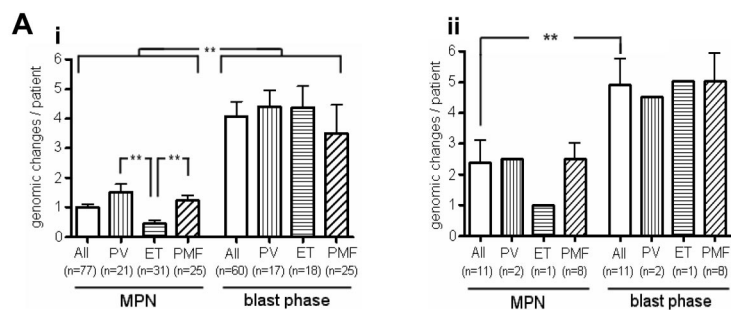 A
i
**
6
5
4
3
2
1
0
genomic changes / patient
** **
All PV ET PMF All PV ET PMF
(n=77) (n=21) (n=31) (n=25) (n=60) (n=17) (n=18) (n=25)
MPN blast phase
ii
**
6
5
4
3
2
1
0
genomic changes / patient
All PV ET PMF All PV ET PMF
(n=11) (n=2) (n=1) (n=8) (n=11) (n=2) (n=1) (n=8)
MPN blast phase